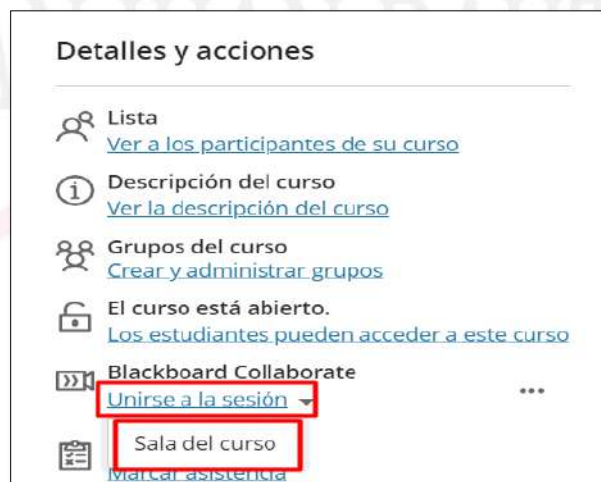 Detalles y acciones
Lista
Ver a los participantes de su curso
Descripción del curso
Ver la descripción del curso
Grupos del curso
Crear y administrar grupos
El curso está abierto.
Los estudiantes pueden acceder a este curso
Blackboard Collaborate
Unirse a la sesión
Sala del curso
Marcar asistencia